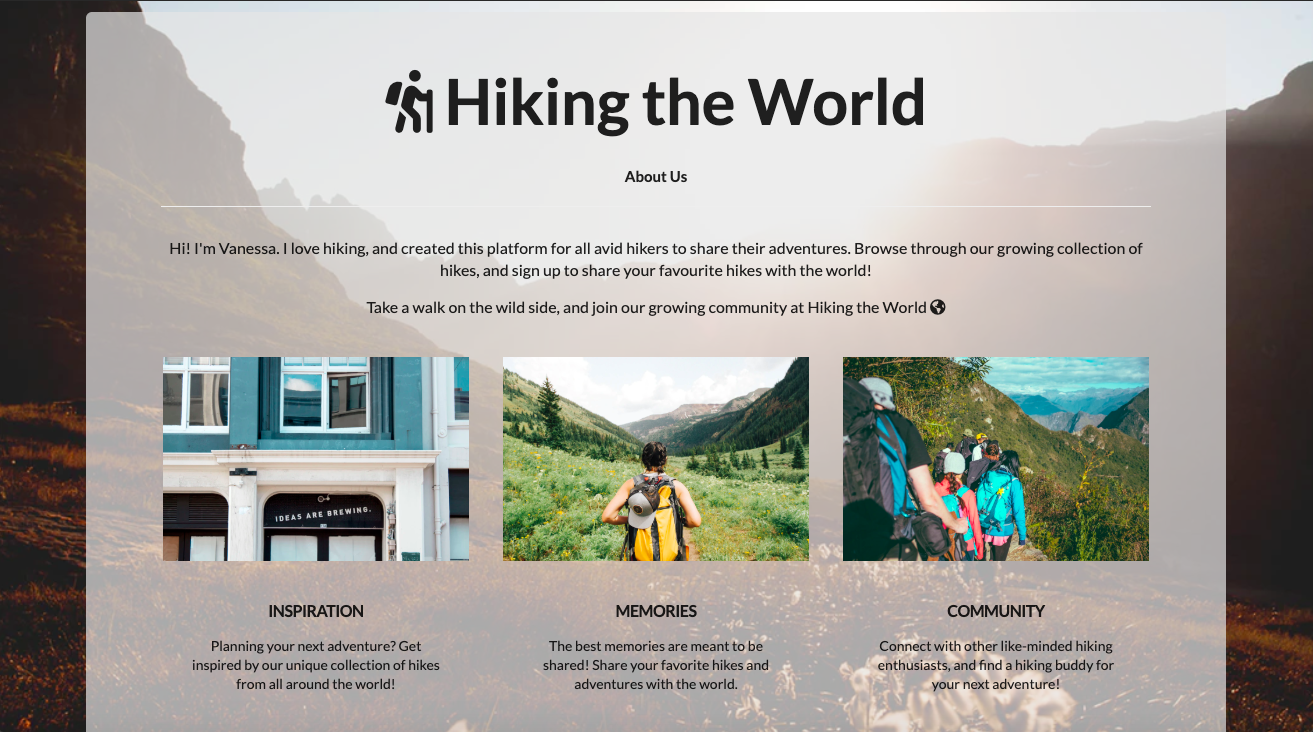 Hiking the World
About Us
Hi! I'm Vanessa. I love hiking, and created this platform for all avid hikers to share their adventures. Browse through our growing collection of
hikes, and sign up to share your favourite hikes with the world!
Take a walk on the wild side, and join our growing community at Hiking the World
IDEAS ARE BREWING.
INSPIRATION
Planning your next adventure? Get
inspired by our unique collection of hikes
from all around the world!
MEMORIES
The best memories are meant to be
shared! Share your favorite hikes and
adventures with the world.
COMMUNITY
Connect with other like-minded hiking
enthusiasts, and find a hiking buddy for
your next adventure!